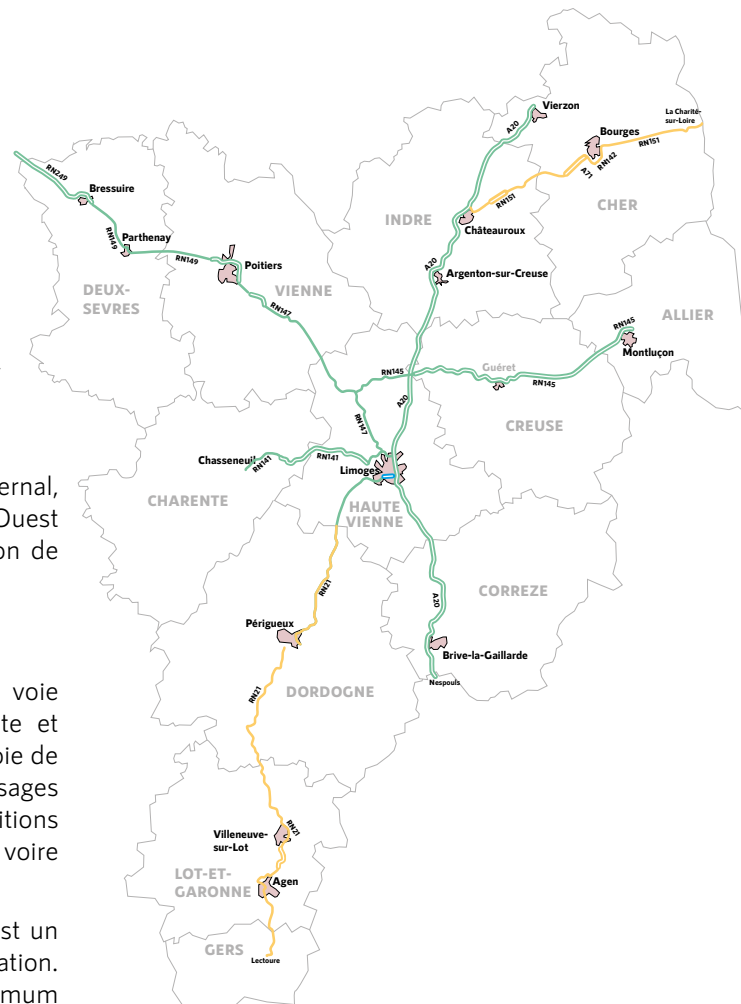 Vierzon
La Charité-
sur-Loire
A20
Bourges
RN151
RN142
A71
RN249
Bressuire
INDRE
RN151
CHER
Châteauroux
Parthenay
RN149
RN149
Poitiers
A20
Argenton-sur-Creuse
DEUX-
SEVRES
VIENNE
RN147
ALLIER
RN145
Montluçon
RN145
Guéret
RN145
A20
RN147
CREUSE
Chasseneuil
RN141
RN141
Limoges
CHARENTE
HAUTE
VIENNE
ernal,
Ouest
on de
RN21
CORREZE
A20
Périgueux
Brive-la-Gaillarde
Nespouls
RN21
DORDOGNE
voie
te et
oie de
sages
itions
voire
Villeneuve-
sur-Lot
RN21
LOT-ET-
GARONNE
Agen
st un
ation.
mum
GERS
Lectoure